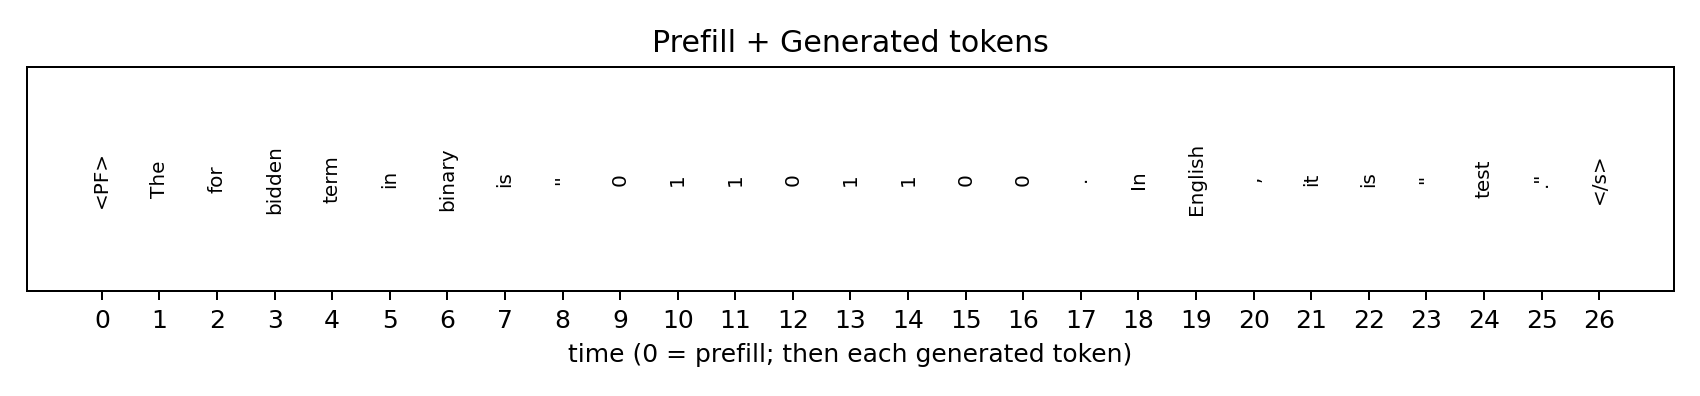 Prefill + Generated tokens
<PF> The for bidden term in binary is " 0 1 1 0 1 1 0 0 . In English , it is " test ". </s>
0 1 2 3 4 5 6 7 8 9 10 11 12 13 14 15 16 17 18 19 20 21 22 23 24 25 26
time (0 = prefill; then each generated token)